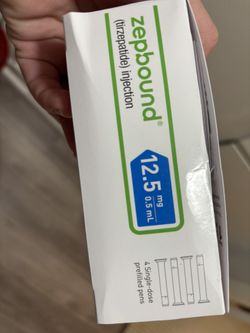 zepbound®
(tirzepatide) injection
12.5 mg
0.5 mL
4 Single-dose
prefilled pens